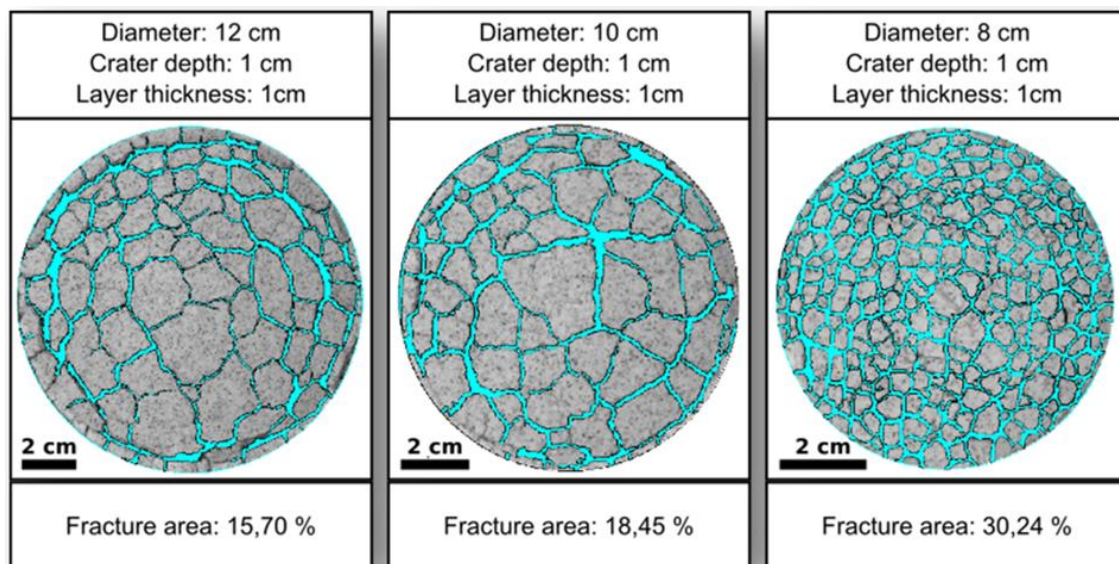 Diameter: 12 cm
Crater depth: 1 cm
Layer thickness: 1cm
2 cm
Fracture area: 15,70 %
Diameter: 10 cm
Crater depth: 1 cm
Layer thickness: 1cm
2 cm
Fracture area: 18,45 %
Diameter: 8 cm
Crater depth: 1 cm
Layer thickness: 1cm
2 cm
Fracture area: 30,24 %